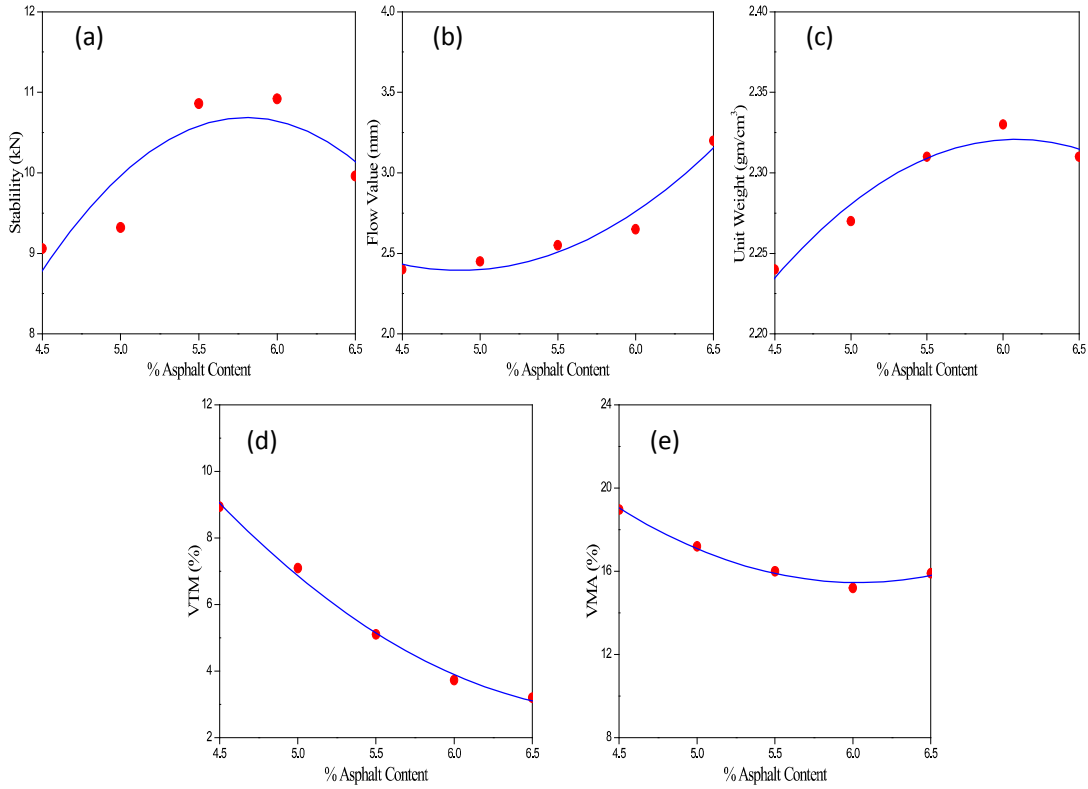 (a)
12
11
10
9
8
Stablility (kN)
4.5 5.0 5.5 6.0 6.5
% Asphalt Content
(b)
4.0
3.5
3.0
2.5
2.0
Flow Value (mm)
4.5 5.0 5.5 6.0 6.5
% Asphalt Content
(c)
2.40
2.35
2.30
2.25
2.20
Unit Weight (gm/cm³)
4.5 5.0 5.5 6.0 6.5
% Asphalt Content
(d)
12
10
8
6
4
2
VTM (%)
4.5 5.0 5.5 6.0 6.5
% Asphalt Content
(e)
24
20
16
12
8
VMA (%)
4.5 5.0 5.5 6.0 6.5
% Asphalt Content